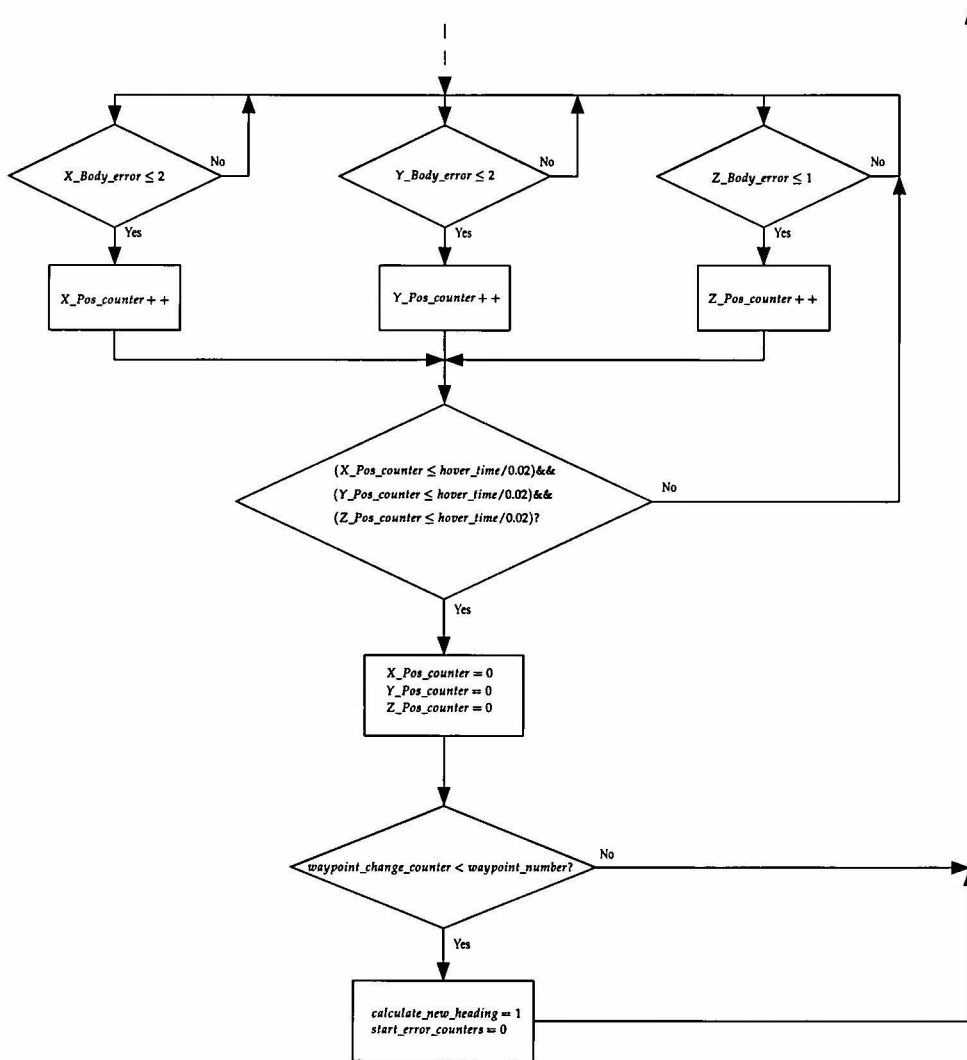 X_Body_error ≤ 2
No
Y_Body_error ≤ 2
No
Z_Body_error ≤ 1
No
Yes
Yes
Yes
X_Pos_counter + +
Y_Pos_counter + +
Z_Pos_counter + +
(X_Pos_counter ≤ hover_time/0.02)&&
(Y_Pos_counter ≤ hover_time/0.02)&&
(Z_Pos_counter ≤ hover_time/0.02)?
No
Yes
X_Pos_counter = 0
Y_Pos_counter = 0
Z_Pos_counter = 0
waypoint_change_counter < waypoint_number?
No
Yes
calculate_new_heading = 1
start_error_counters = 0